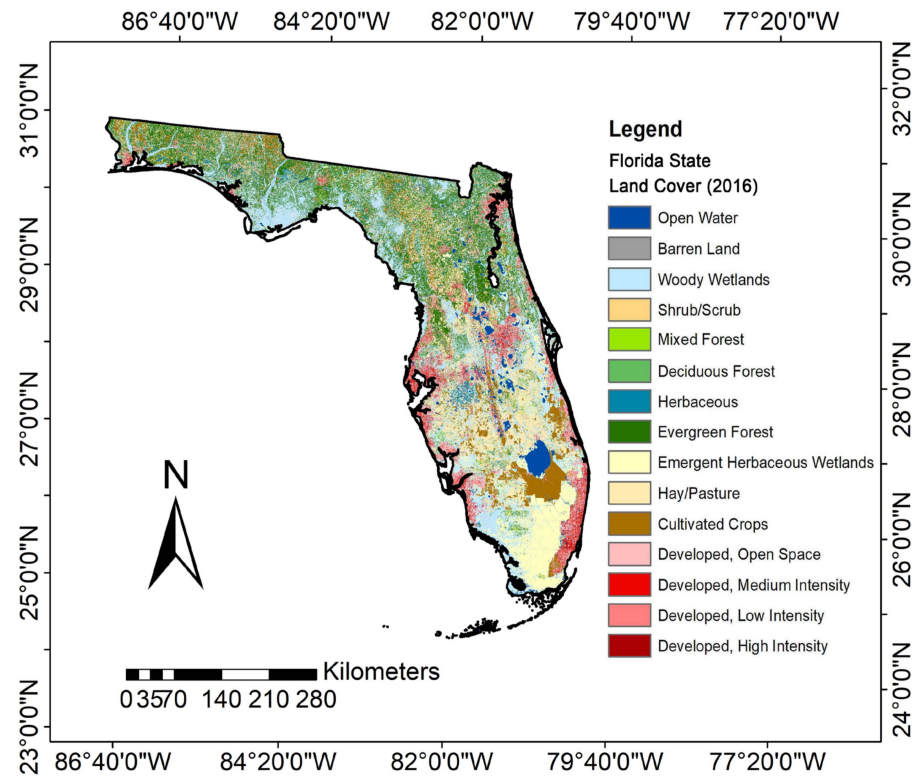 86°40'0"W 84°20'0"W 82°0'0"W 79°40'0"W 77°20'0"W
31°0'0"N
29°0'0"N
27°0'0"N
25°0'0"N
23°0'0"N
32°0'0"N
30°0'0"N
28°0'0"N
26°0'0"N
24°0'0"N
Legend
Florida State
Land Cover (2016)
Open Water
Barren Land
Woody Wetlands
Shrub/Scrub
Mixed Forest
Deciduous Forest
Herbaceous
Evergreen Forest
Emergent Herbaceous Wetlands
Hay/Pasture
Cultivated Crops
Developed, Open Space
Developed, Medium Intensity
Developed, Low Intensity
Developed, High Intensity
N
Kilometers
0 35 70 140 210 280
86°40'0"W 84°20'0"W 82°0'0"W 79°40'0"W 77°20'0"W